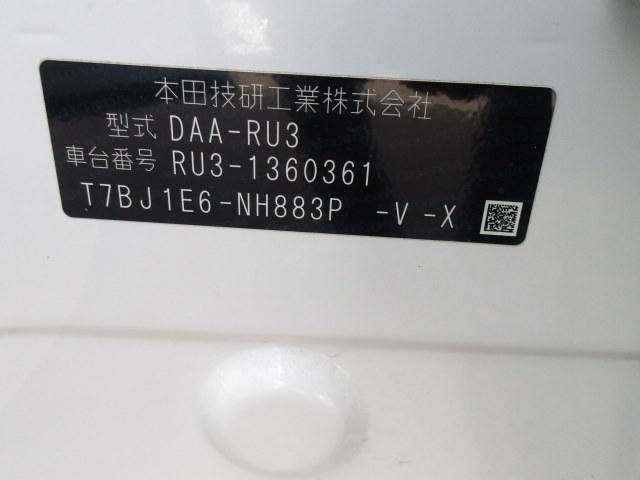 本田技研工業株式会社
型式 DAA-RU3
車台番号 RU3-1360361
T7BJ1E6-NH883P -V -X